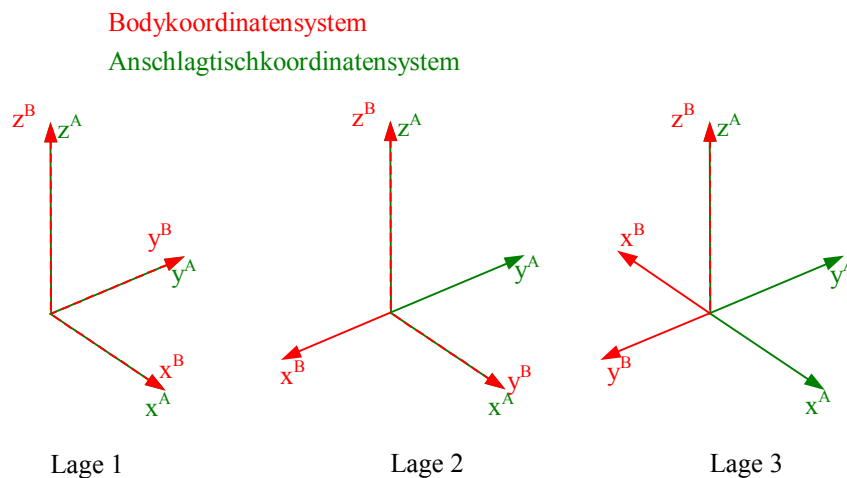 Bodykoordinatensystem
Anschlagtischkoordinatensystem
z^B z^A
y^B
y^A
x^B
x^A
Lage 1
z^B z^A
y^A
x^B
y^B
x^A
Lage 2
z^B z^A
x^B
y^A
y^B
x^A
Lage 3